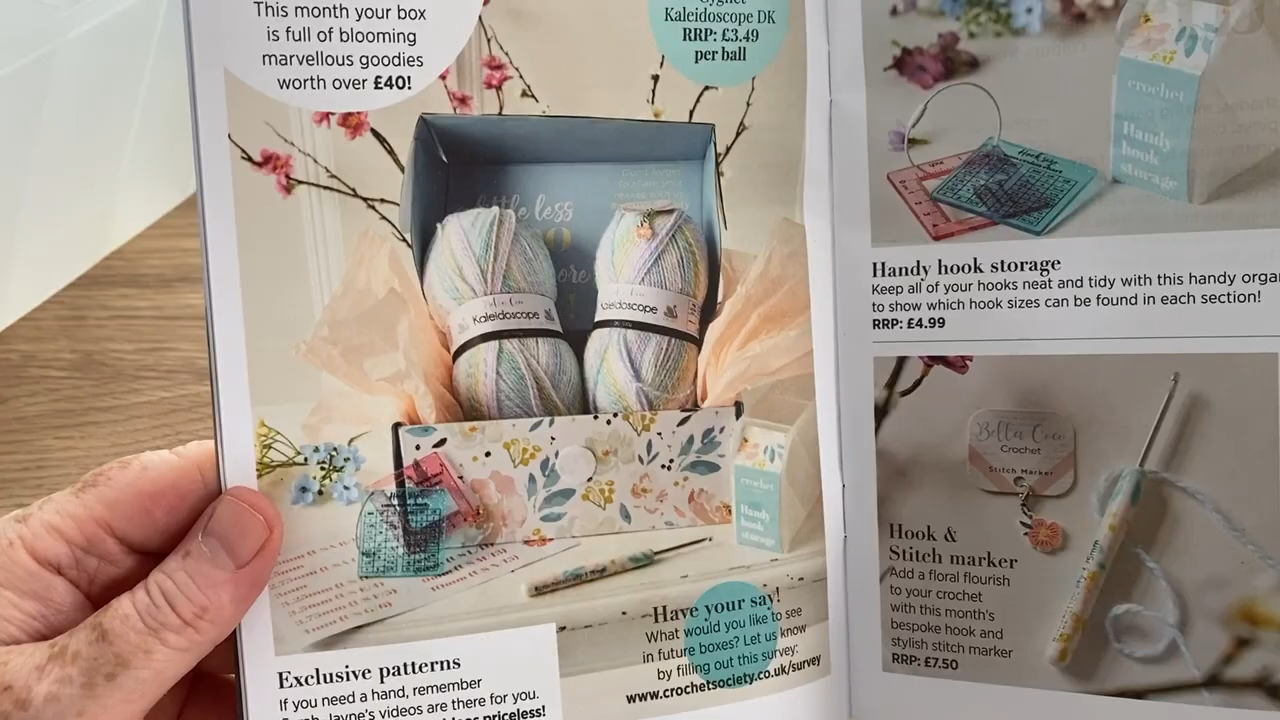 This month your box
is full of blooming
marvellous goodies
worth over £40!
Cygnet
Kaleidoscope DK
RRP: £3.49
per ball
little less
more
Kaleidoscope
Kaleidoscope
crochet
Handy
hook
storage
Have your say!
What would you like to see
in future boxes? Let us know
by filling out this survey:
www.crochetsociety.co.uk/survey
Exclusive patterns
If you need a hand, remember
Jayne's videos are there for you.
priceless!
crochet
Handy
hook
storage
Handy hook storage
Keep all of your hooks neat and tidy with this handy
to show which hook sizes can be found in each section!
RRP: £4.99
Bella Coco
Crochet
Stitch Marker
Hook &
Stitch marker
Add a floral flourish
to your crochet
with this month's
bespoke hook and
stylish stitch marker
RRP: £7.50